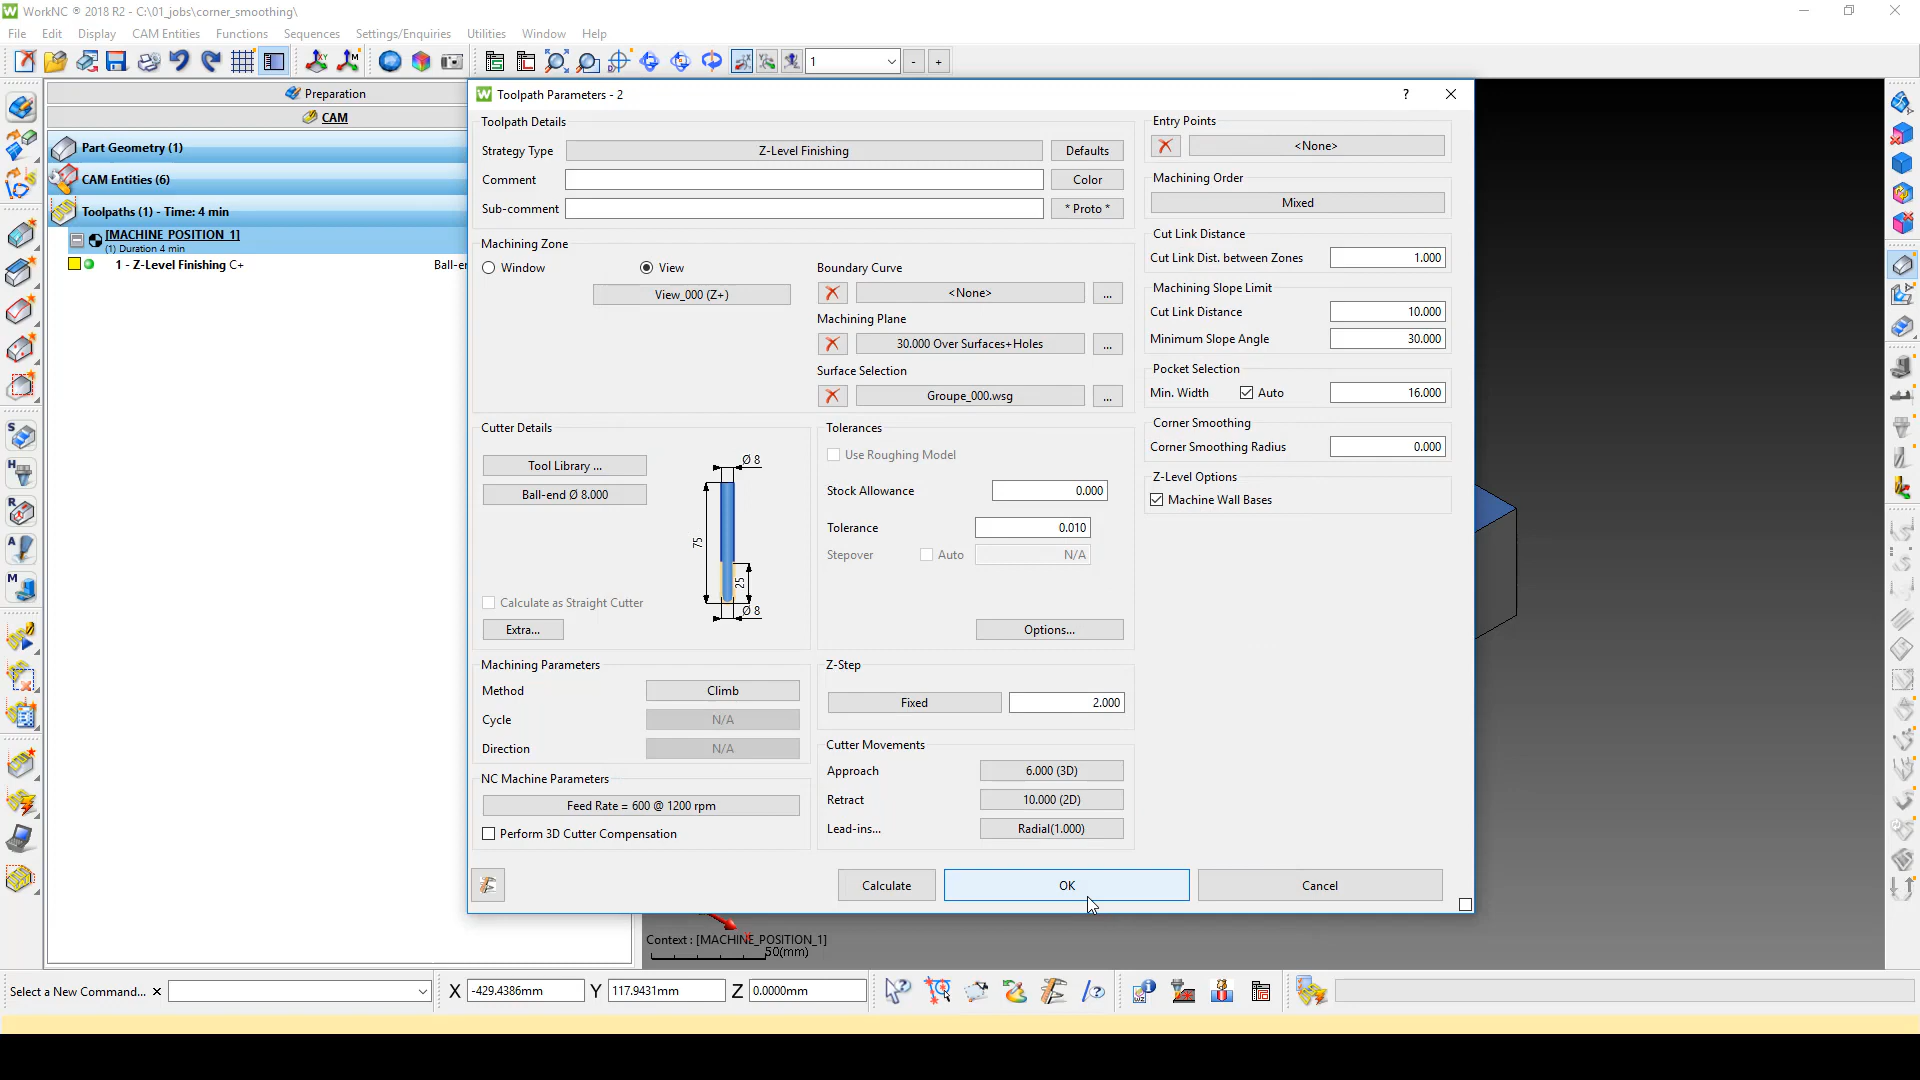 WorkNC ® 2018 R2 - C:\01_jobs\corner_smoothing\
File Edit Display CAM Entities Functions Sequences Settings/Enquiries Utilities Window Help
1
- +
Preparation
CAM
Part Geometry (1)
CAM Entities (6)
Toolpaths (1) - Time: 4 min
[MACHINE_POSITION_1]
(1) Duration 4 min
1 - Z-Level Finishing C+ Ball-e
Toolpath Parameters - 2
?
Toolpath Details
Strategy Type Z-Level Finishing Defaults
Comment Color
Sub-comment * Proto *
Machining Zone
Window View
View_000 (Z+)
Boundary Curve
<None> ...
Machining Plane
30.000 Over Surfaces+Holes ...
Surface Selection
Groupe_000.wsg ...
Cutter Details
Tool Library ...
Ball-end Ø 8.000
Ø 8
75
25
Ø 8
Calculate as Straight Cutter
Extra...
Tolerances
Use Roughing Model
Stock Allowance 0.000
Tolerance 0.010
Stepover Auto N/A
Options...
Machining Parameters
Method Climb
Cycle N/A
Direction N/A
Z-Step
Fixed 2.000
NC Machine Parameters
Feed Rate = 600 @ 1200 rpm
Perform 3D Cutter Compensation
Cutter Movements
Approach 6.000 (3D)
Retract 10.000 (2D)
Lead-ins... Radial(1.000)
Entry Points
<None>
Machining Order
Mixed
Cut Link Distance
Cut Link Dist. between Zones 1.000
Machining Slope Limit
Cut Link Distance 10.000
Minimum Slope Angle 30.000
Pocket Selection
Min. Width Auto 16.000
Corner Smoothing
Corner Smoothing Radius 0.000
Z-Level Options
Machine Wall Bases
Calculate OK Cancel
Context : [MACHINE_POSITION_1]
50(mm)
Select a New Command... X -429.4386mm Y 117.9431mm Z 0.0000mm